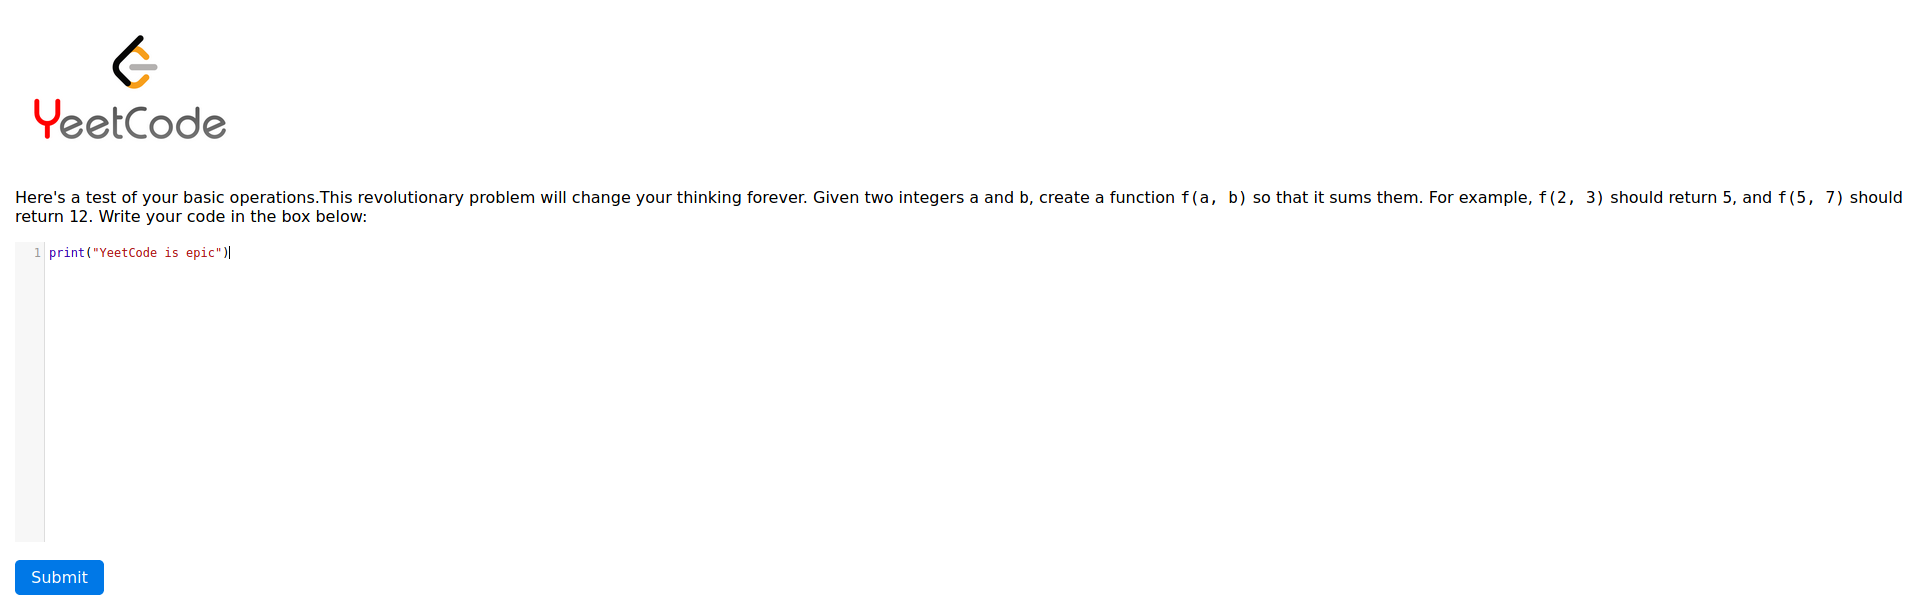 YeetCode
Here's a test of your basic operations.This revolutionary problem will change your thinking forever. Given two integers a and b, create a function f(a, b) so that it sums them. For example, f(2, 3) should return 5, and f(5, 7) should
return 12. Write your code in the box below:
1 print("YeetCode is epic")
Submit